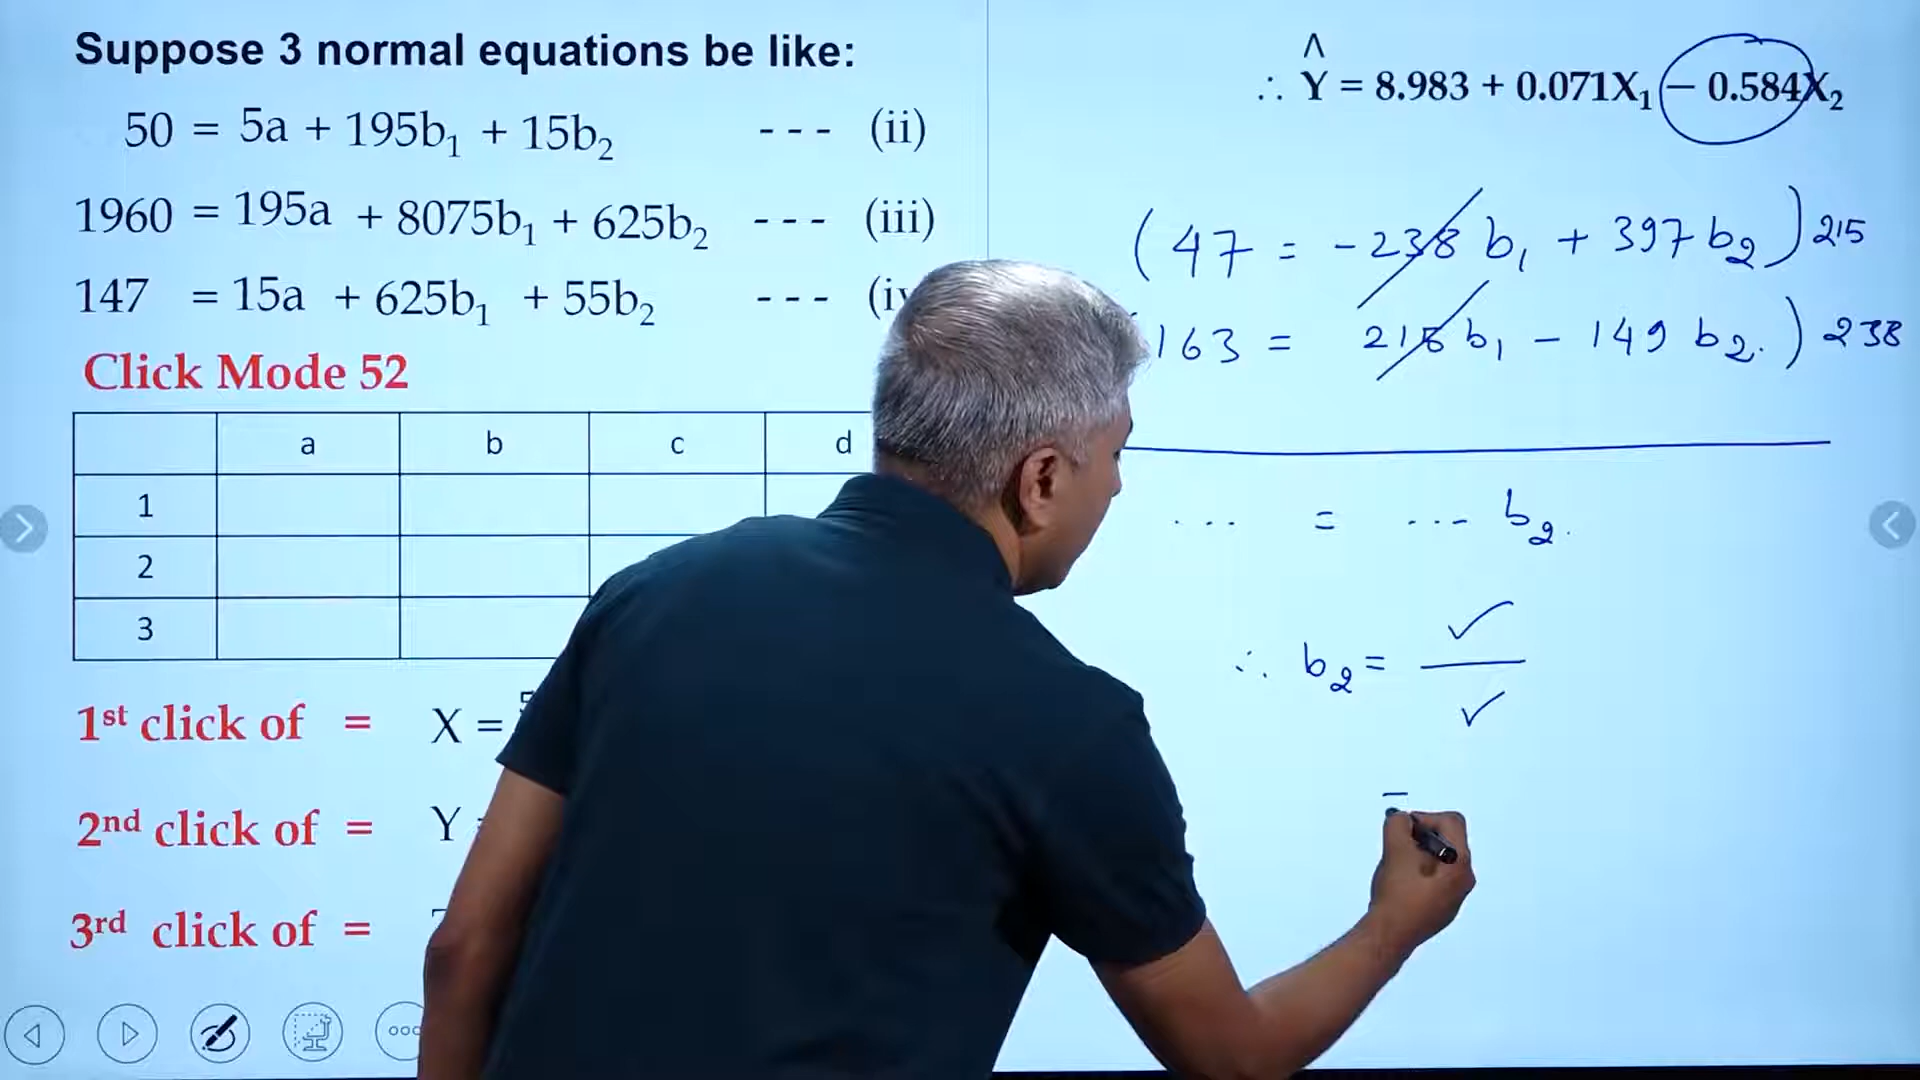 Suppose 3 normal equations be like:
50 = 5a + 195b₁ + 15b₂ --- (ii)
1960 = 195a + 8075b₁ + 625b₂ --- (iii)
147 = 15a + 625b₁ + 55b₂ --- (i
Click Mode 52
a b c d
1
2
3
1st click of = X =
2nd click of = Y
3rd click of =
∴ Ŷ = 8.983 + 0.071X₁ − 0.584X₂
(47 = -238 b₁ + 397 b₂) 215
163 = 215 b₁ - 149 b₂.) 238
... = ... b₂.
∴ b₂ = ✓/✓